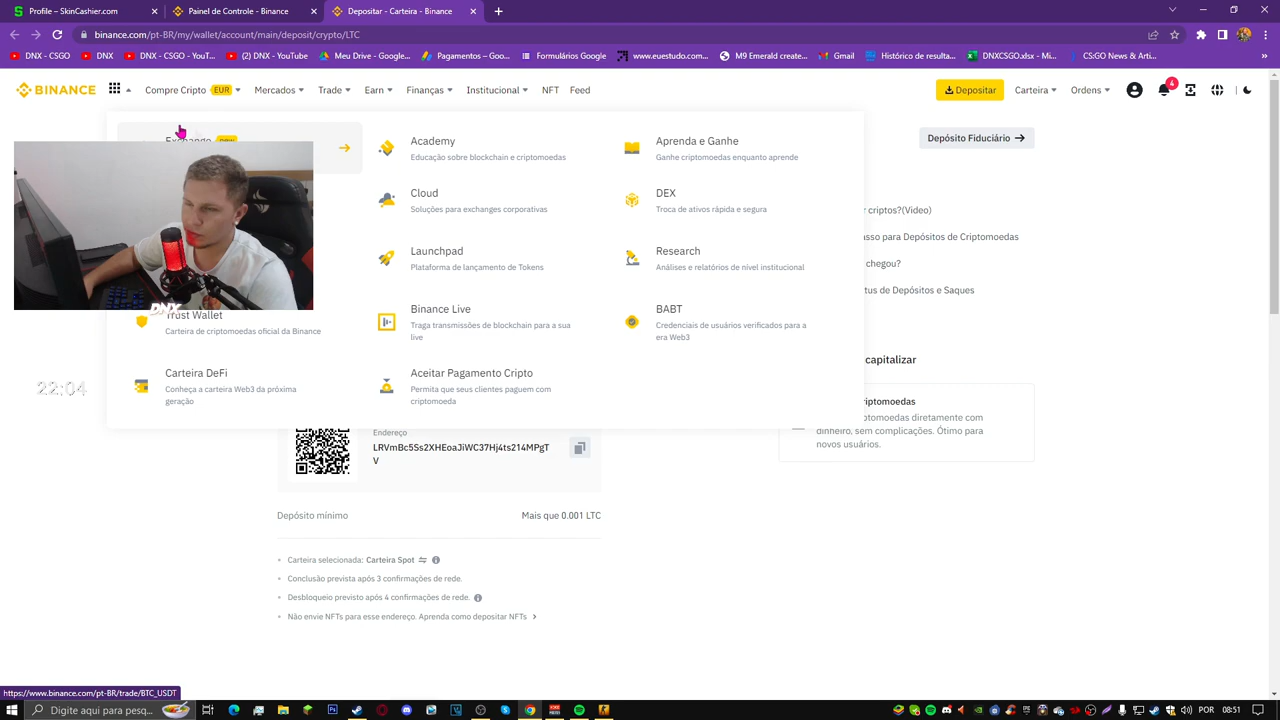 Profile - SkinCashier.com
Painel de Controle - Binance
Depositar Cripto - Binance
binance.com/pt-BR/my/wallet/account/main/deposit/crypto/LTC
DNX - CSGO
DNX - CSGO - YouT...
(2) DNX - YouTube
Meu Drive - Google...
Pagamentos – Goo...
Formulários Google
www.euestudo.com...
M9 Emerald create...
Gmail
Histórico de resulta...
DNXCSGO.xlsx - Mi...
CSGO News & Arti...
BINANCE
Compre Cripto EUR
Mercados
Trade
Earn
Finanças
Institucional
NFT
Feed
Depositar
Carteira
Ordens
4
Exchange new
Academy
Educação sobre blockchain e criptomoedas
Aprenda e Ganhe
Ganhe criptomoedas enquanto aprende
Depósito Fiduciário
Cloud
Soluções para exchanges corporativas
DEX
Troca de ativos rápida e segura
criptos?(Video)
asso para Depósitos de Criptomoedas
Launchpad
Plataforma de lançamento de Tokens
Research
Análises e relatórios de nível institucional
chegou?
tus de Depósitos e Saques
DNX
Trust Wallet
Carteira de criptomoedas oficial da Binance
Binance Live
Traga transmissões de blockchain para a sua
live
BABT
Credenciais de usuários verificados para a
era Web3
capitalizar
22:04
Carteira DeFi
Conheça a carteira Web3 da próxima
geração
Aceitar Pagamento Cripto
Permita que seus clientes paguem com
criptomoeda
riptomoedas
ptomoedas diretamente com
dinheiro, sem complicações. Ótimo para
novos usuários.
Endereço
LRVmBc5Ss2XHEoaJiWC37Hj4ts214MPgT
V
Depósito mínimo
Mais que 0.001 LTC
Carteira selecionada: Carteira Spot
Conclusão prevista após 3 confirmações de rede.
Desbloqueio previsto após 4 confirmações de rede.
Não envie NFTs para esse endereço. Aprenda como depositar NFTs
https://www.binance.com/pt-BR/trade/BTC_USDT
Digite aqui para pesq...
POR
08:51